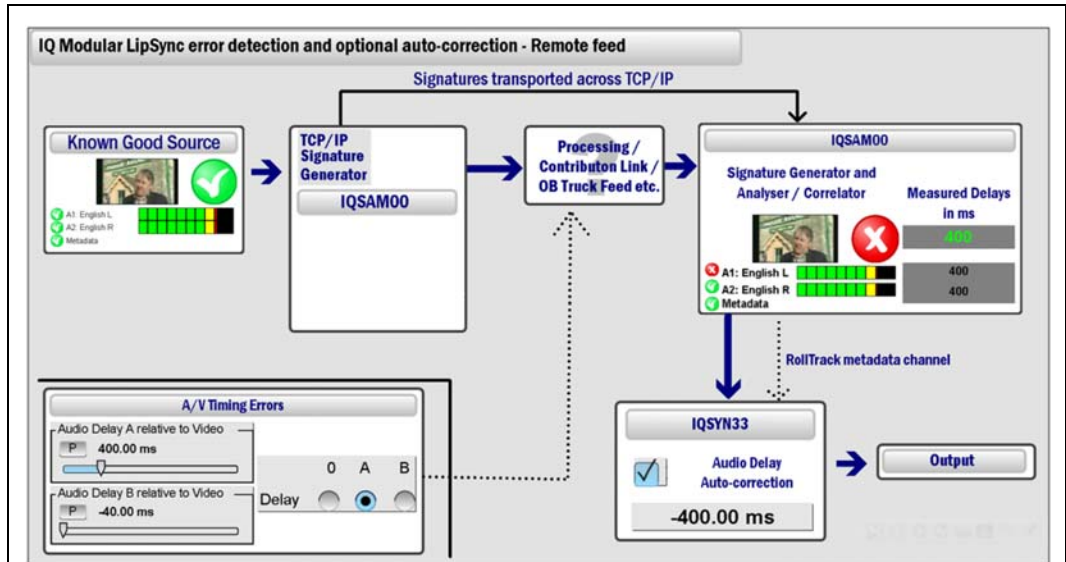 IQ Modular LipSync error detection and optional auto-correction - Remote feed
Signatures transported across TCP/IP
Known Good Source
A1: English L
A2: English R
Metadata
TCP/IP
Signature
Generator
IQSAM00
?
Processing /
Contributon Link /
OB Truck Feed etc.
IQSAM00
Signature Generator and
Analyser / Correlator
Measured Delays
in ms
400
A1: English L
400
A2: English R
400
Metadata
RollTrack metadata channel
A/V Timing Errors
Audio Delay A relative to Video
P 400.00 ms
Audio Delay B relative to Video
P -40.00 ms
0 A B
Delay
IQSYN33
Audio Delay
Auto-correction
-400.00 ms
Output